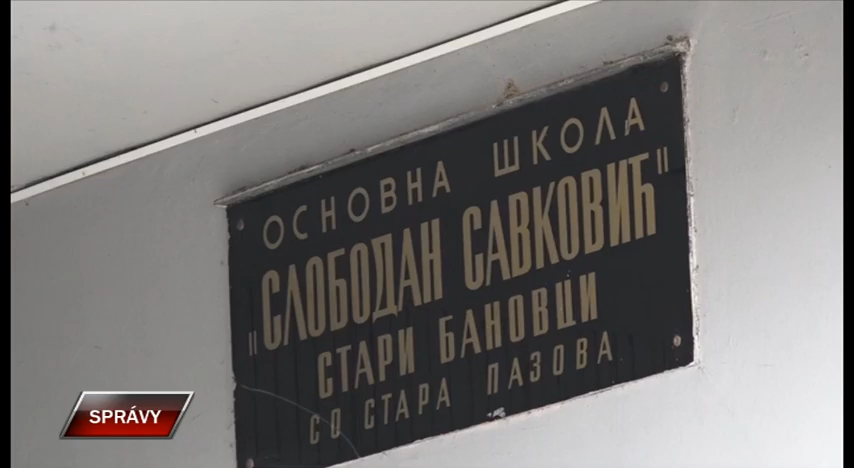 ОСНОВНА ШКОЛА
"СЛОБОДАН САВКОВИЋ"
СТАРИ БАНОВЦИ
СО СТАРА ПАЗОВА
SPRÁVY